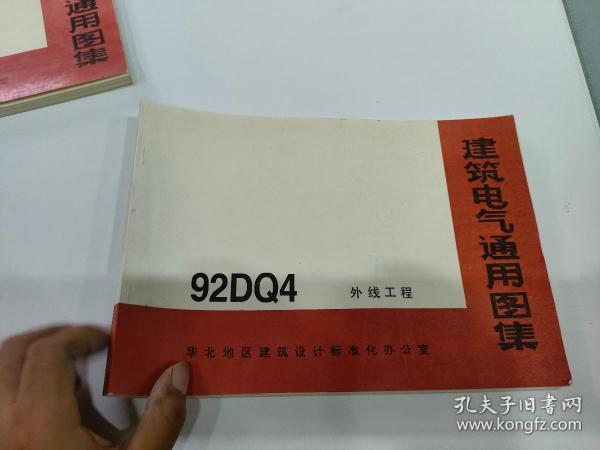 通用图集
建筑电气通用图集
92DQ4 外线工程
华北地区建筑设计标准化办公室
孔夫子旧书网
www.kongfz.com